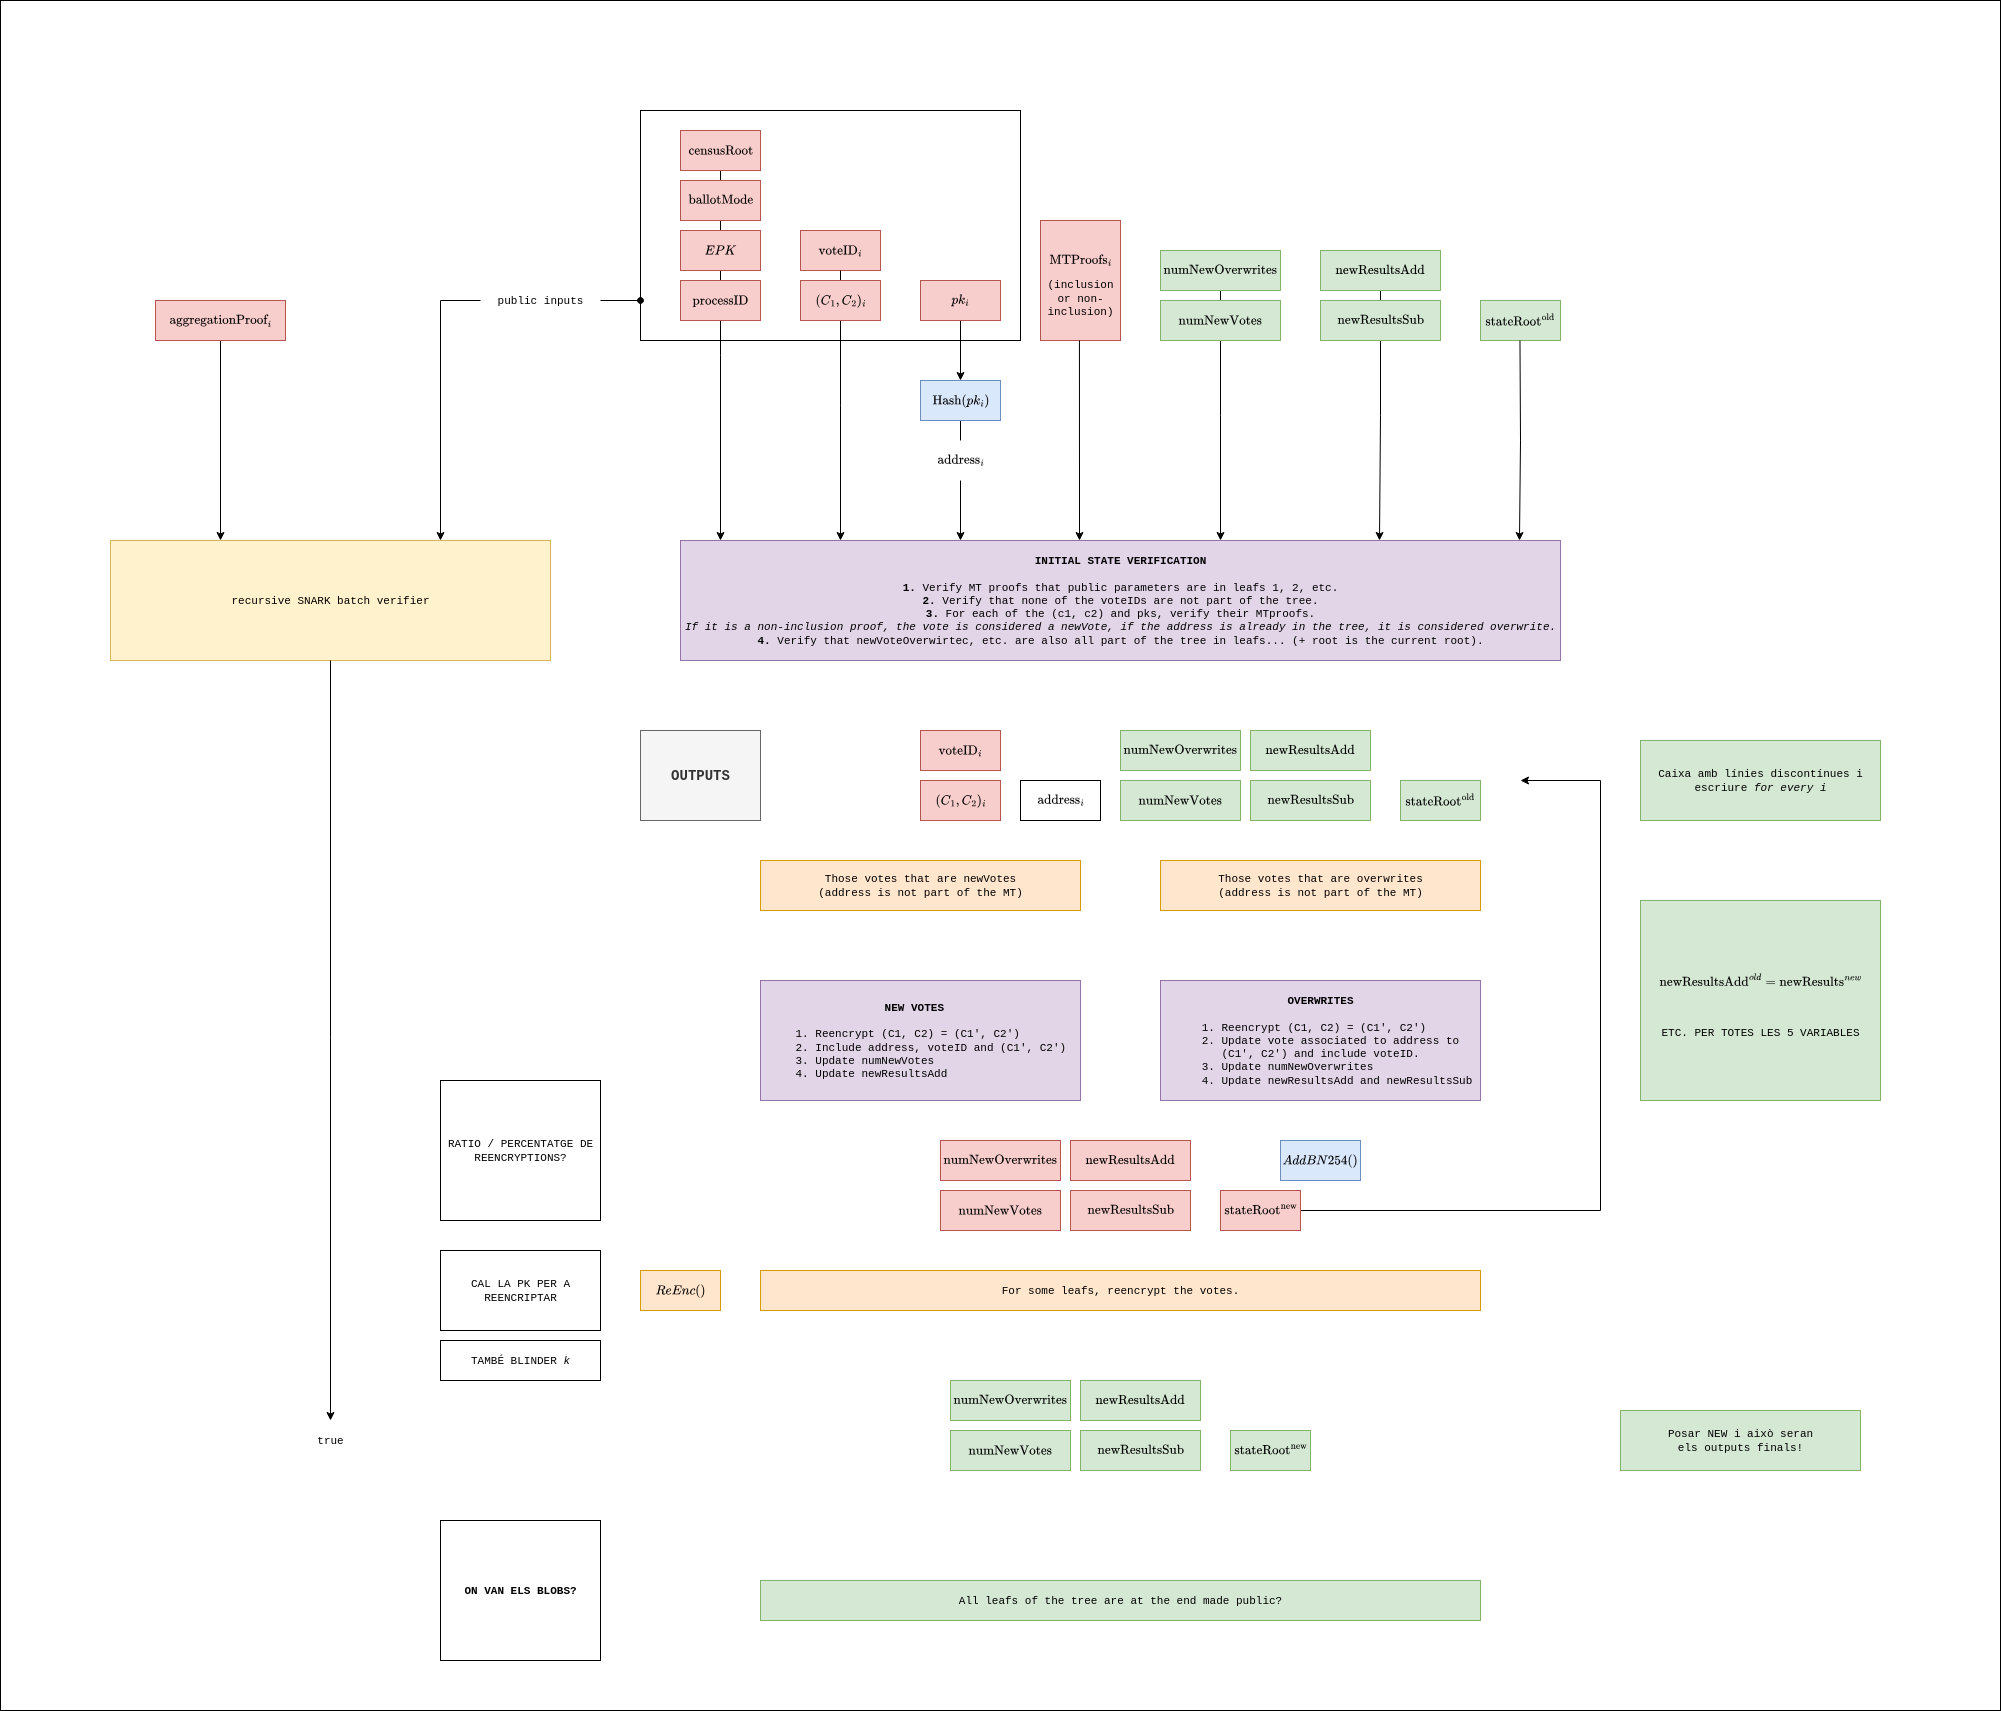 censusRoot
ballotMode
EPK
voteID_i
processID
(C_1, C_2)_i
pk_i
MTProofs_i
(inclusion
or non-
inclusion)
numNewOverwrites
newResultsAdd
numNewVotes
newResultsSub
stateRoot^old
public inputs
aggregationProof_i
Hash(pk_i)
address_i
recursive SNARK batch verifier
INITIAL STATE VERIFICATION
1. Verify MT proofs that public parameters are in leafs 1, 2, etc.
2. Verify that none of the voteIDs are not part of the tree.
3. For each of the (c1, c2) and pks, verify their MTproofs.
If it is a non-inclusion proof, the vote is considered a newVote, if the address is already in the tree, it is considered overwrite.
4. Verify that newVoteOverwirtec, etc. are also all part of the tree in leafs... (+ root is the current root).
OUTPUTS
voteID_i
numNewOverwrites
newResultsAdd
(C_1, C_2)_i
address_i
numNewVotes
newResultsSub
stateRoot^old
Caixa amb línies discontínues i
escriure for every i
Those votes that are newVotes
(address is not part of the MT)
Those votes that are overwrites
(address is not part of the MT)
newResultsAdd^old = newResults^new
ETC. PER TOTES LES 5 VARIABLES
NEW VOTES
1. Reencrypt (C1, C2) = (C1', C2')
2. Include address, voteID and (C1', C2')
3. Update numNewVotes
4. Update newResultsAdd
OVERWRITES
1. Reencrypt (C1, C2) = (C1', C2')
2. Update vote associated to address to
(C1', C2') and include voteID.
3. Update numNewOverwrites
4. Update newResultsAdd and newResultsSub
RATIO / PERCENTATGE DE
REENCRYPTIONS?
numNewOverwrites
newResultsAdd
AddBN254()
numNewVotes
newResultsSub
stateRoot^new
CAL LA PK PER A
REENCRIPTAR
ReEnc()
For some leafs, reencrypt the votes.
TAMBÉ BLINDER k
numNewOverwrites
newResultsAdd
numNewVotes
newResultsSub
stateRoot^new
true
Posar NEW i això seran
els outputs finals!
ON VAN ELS BLOBS?
All leafs of the tree are at the end made public?